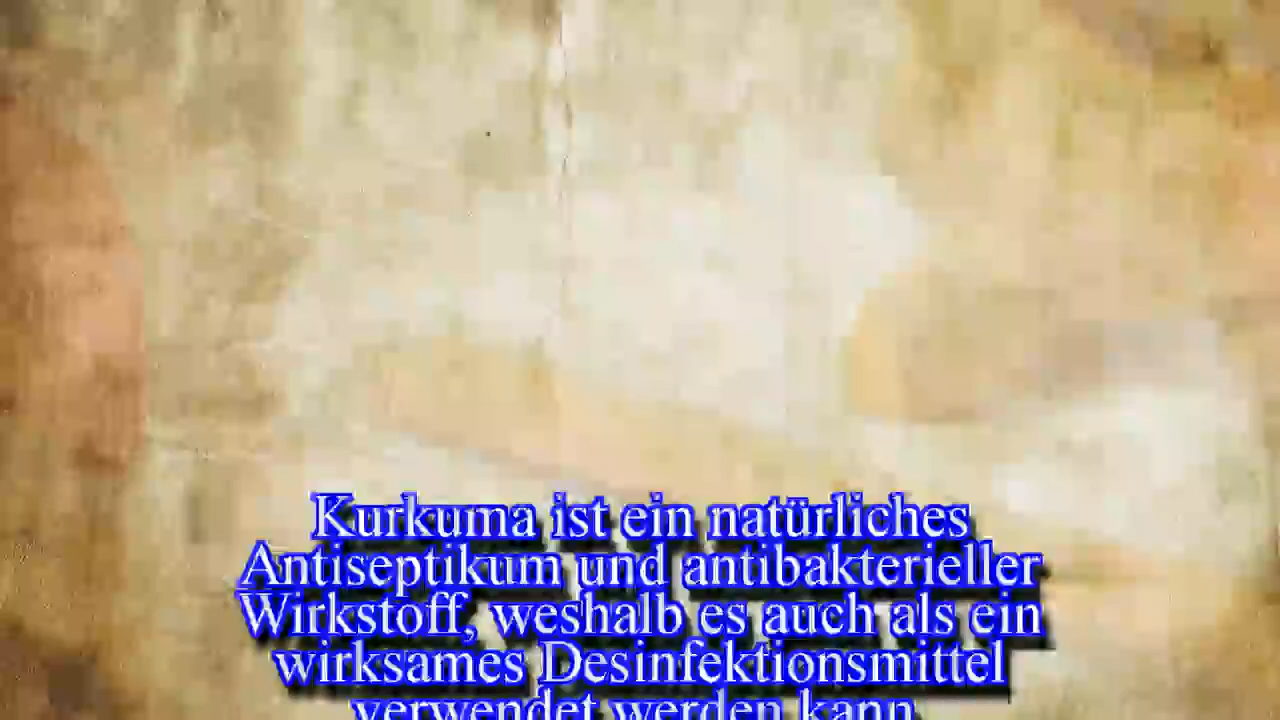 Kurkuma ist ein natürliches
Antiseptikum und antibakterieller
Wirkstoff, weshalb es auch als ein
wirksames Desinfektionsmittel
verwendet werden kann